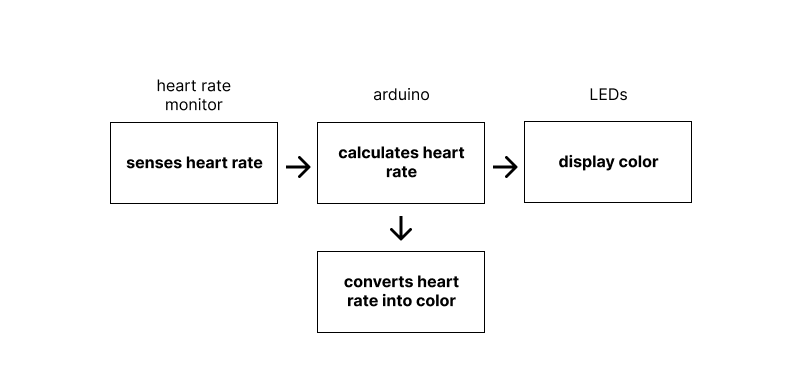 heart rate
monitor
arduino
LEDs
senses heart rate
calculates heart
rate
display color
converts heart
rate into color